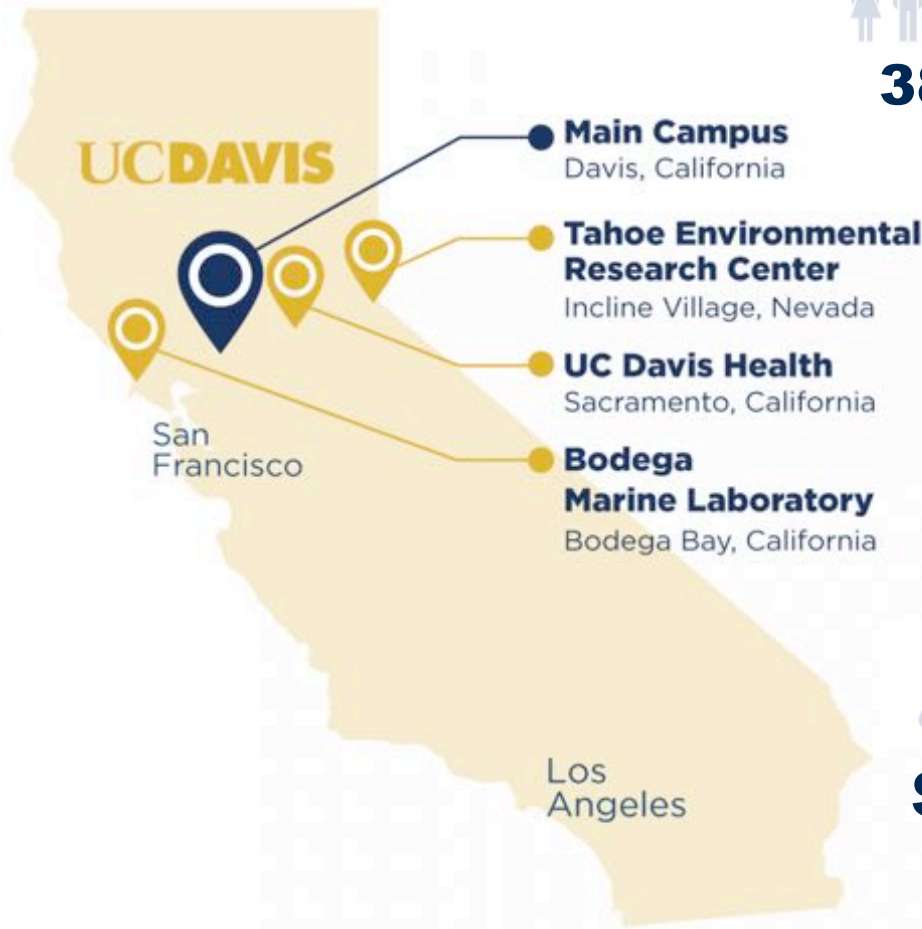 38
UCDAVIS
Main Campus
Davis, California
Tahoe Environmental
Research Center
Incline Village, Nevada
UC Davis Health
Sacramento, California
San
Francisco
Bodega
Marine Laboratory
Bodega Bay, California
Los
Angeles